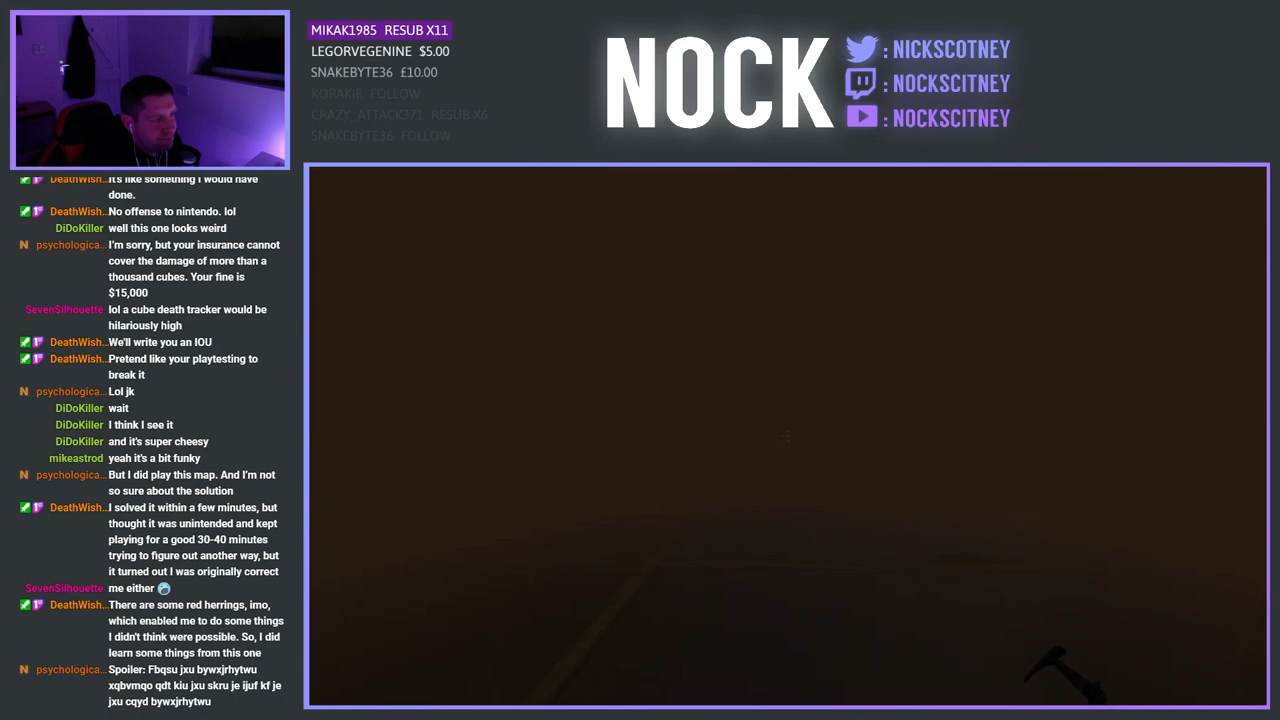 MIKAK1985 RESUB X11
LEGORVEGENINE $5.00
SNAKEBYTE36 £10.00
KORAKIE FOLLOW
CRAZY_ATTACK371 RESUB X6
SNAKEBYTE36 FOLLOW
NOCK
: NICKSCOTNEY
: NOCKSCITNEY
: NOCKSCITNEY
DeathWish... It's like something I would have
done.
DeathWish... No offense to nintendo. lol
DiDoKiller well this one looks weird
psychologica... I'm sorry, but your insurance cannot
cover the damage of more than a
thousand cubes. Your fine is
$15,000
SevenSilhouette lol a cube death tracker would be
hilariously high
DeathWish... We'll write you an IOU
DeathWish... Pretend like your playtesting to
break it
psychologica... Lol jk
DiDoKiller wait
DiDoKiller I think I see it
DiDoKiller and it's super cheesy
mikeastrod yeah it's a bit funky
psychologica... But I did play this map. And I'm not
so sure about the solution
DeathWish... I solved it within a few minutes, but
thought it was unintended and kept
playing for a good 30-40 minutes
trying to figure out another way, but
it turned out I was originally correct
SevenSilhouette me either
DeathWish... There are some red herrings, imo,
which enabled me to do some things
I didn't think were possible. So, I did
learn some things from this one
psychologica... Spoiler: Fbqsu jxu bywxjrhytwu
xqbvmqo qdt kiu jxu skru je ijuf kf je
jxu cqyd bywxjrhytwu